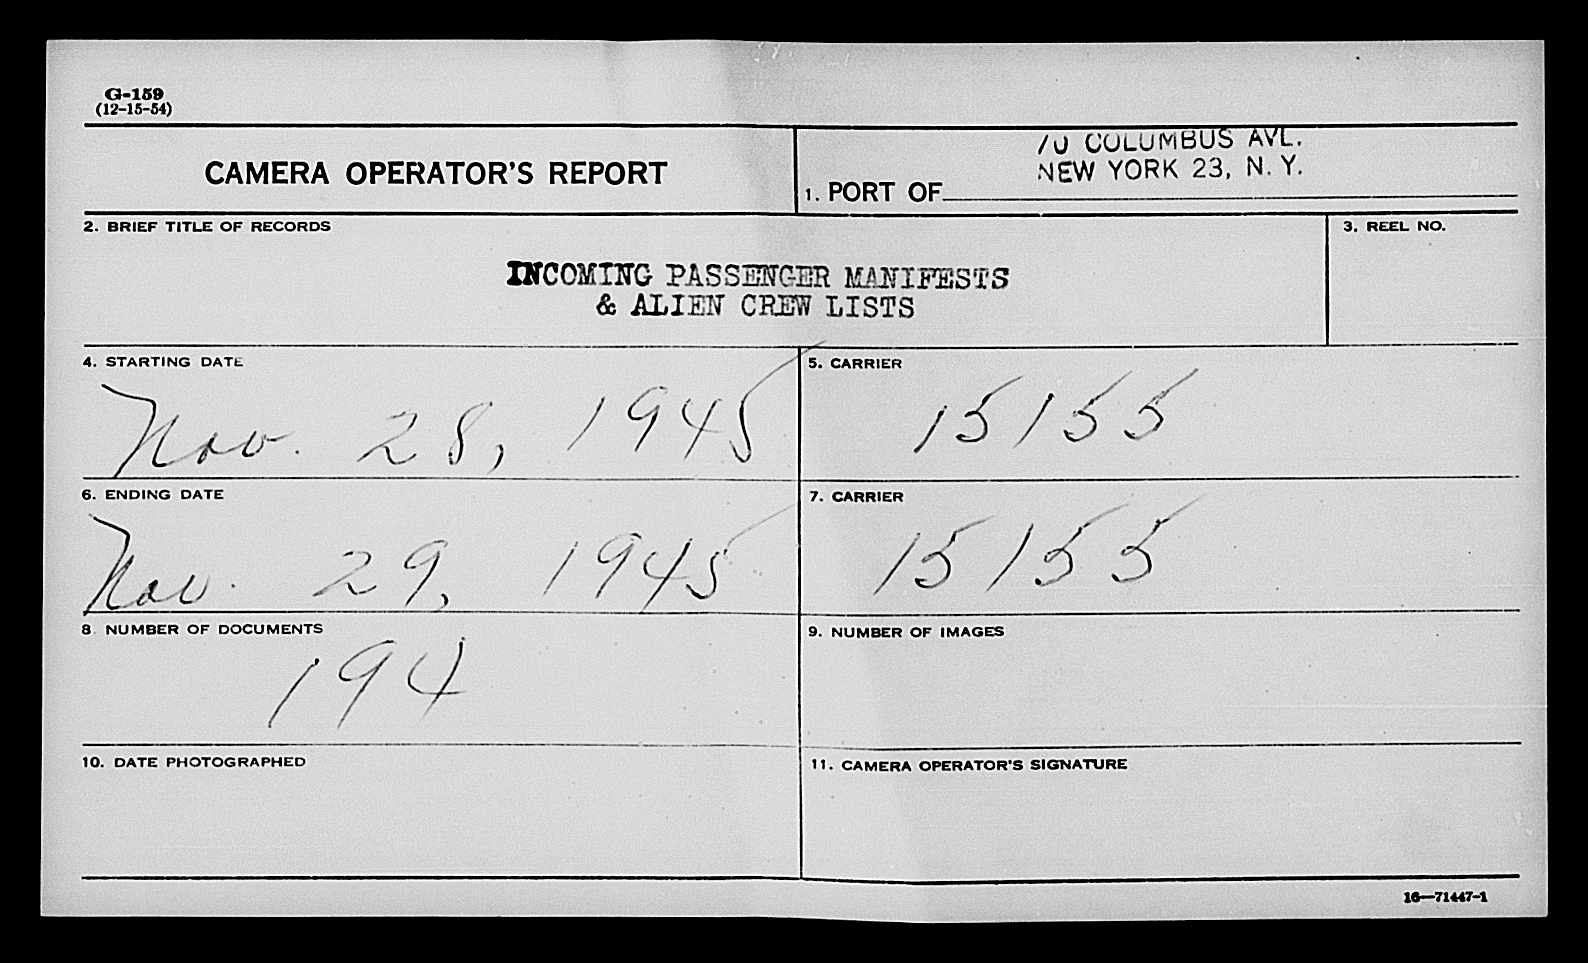 G-159
(12-15-54)
CAMERA OPERATOR'S REPORT
70 COLUMBUS AVE.
NEW YORK 23, N. Y.
1. PORT OF
2. BRIEF TITLE OF RECORDS
3. REEL NO.
INCOMING PASSENGER MANIFESTS
& ALIEN CREW LISTS
4. STARTING DATE
Nov. 28, 1945
5. CARRIER
15155
6. ENDING DATE
Nov. 29, 1945
7. CARRIER
15155
8. NUMBER OF DOCUMENTS
194
9. NUMBER OF IMAGES
10. DATE PHOTOGRAPHED
11. CAMERA OPERATOR'S SIGNATURE
16—71447-1